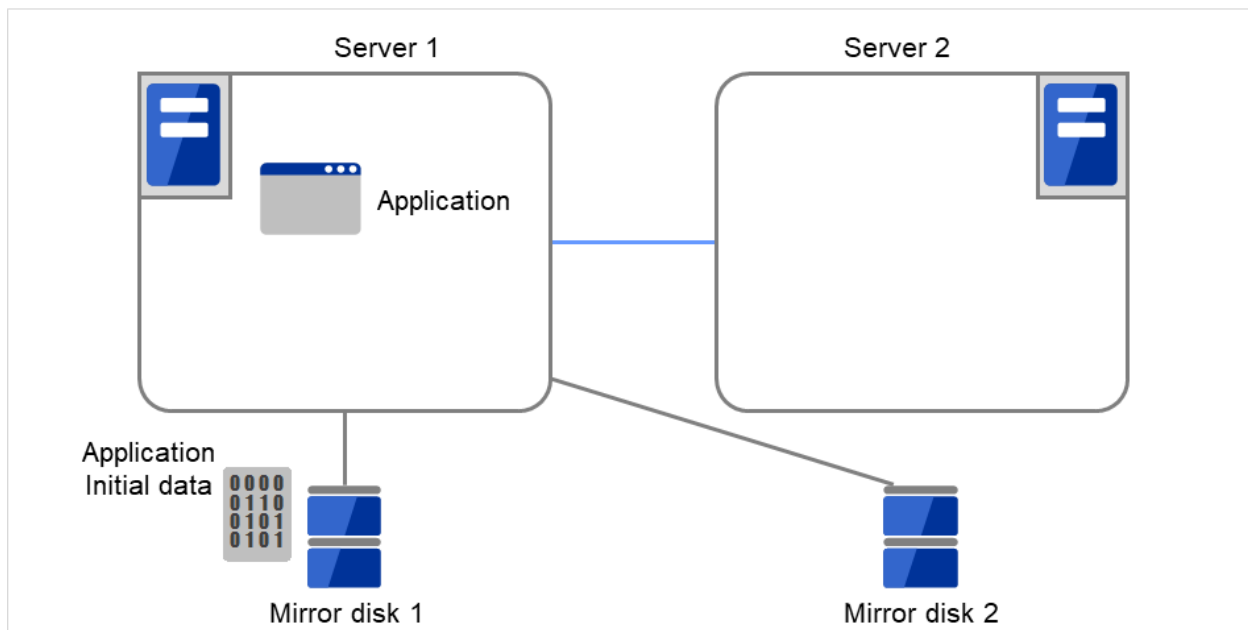 Server 1
Server 2
Application
Application
Initial data
0000
0110
0101
0101
Mirror disk 1
Mirror disk 2